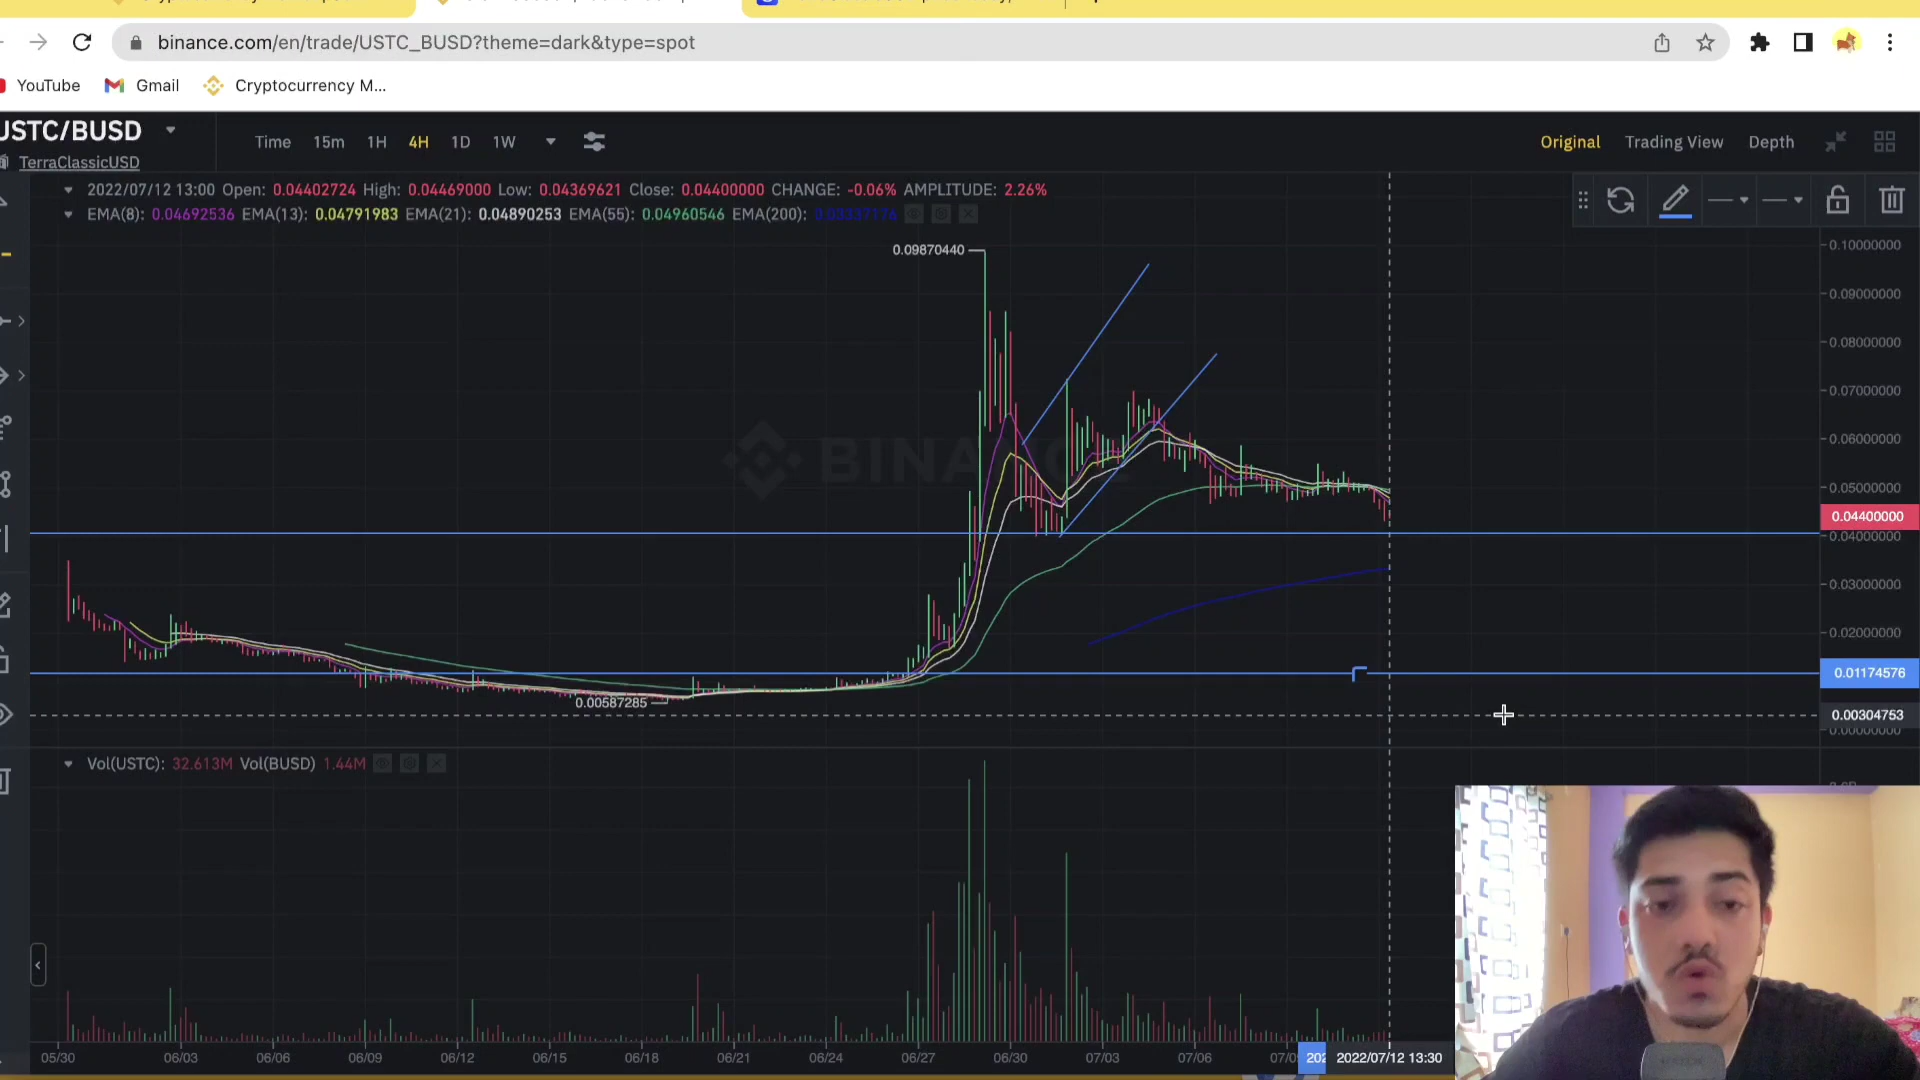 binance.com/en/trade/USTC_BUSD?theme=dark&type=spot
YouTube Gmail Cryptocurrency M...
USTC/BUSD
TerraClassicUSD
Time 15m 1H 4H 1D 1W
Original Trading View Depth
2022/07/12 13:00 Open: 0.04402724 High: 0.04469000 Low: 0.04369621 Close: 0.04400000 CHANGE: -0.06% AMPLITUDE: 2.26%
EMA(8): 0.04692536 EMA(13): 0.04791983 EMA(21): 0.04890253 EMA(55): 0.04960546 EMA(200): 0.03337174
0.10000000
0.09870440
0.09000000
0.08000000
0.07000000
0.06000000
0.05000000
0.04400000
0.04000000
0.03000000
0.02000000
0.01174576
0.00587285
0.00304753
0.00000000
Vol(USTC): 32.613M Vol(BUSD) 1.44M
05/30 06/03 06/06 06/09 06/12 06/15 06/18 06/21 06/24 06/27 06/30 07/03 07/06 2022/07/12 13:30